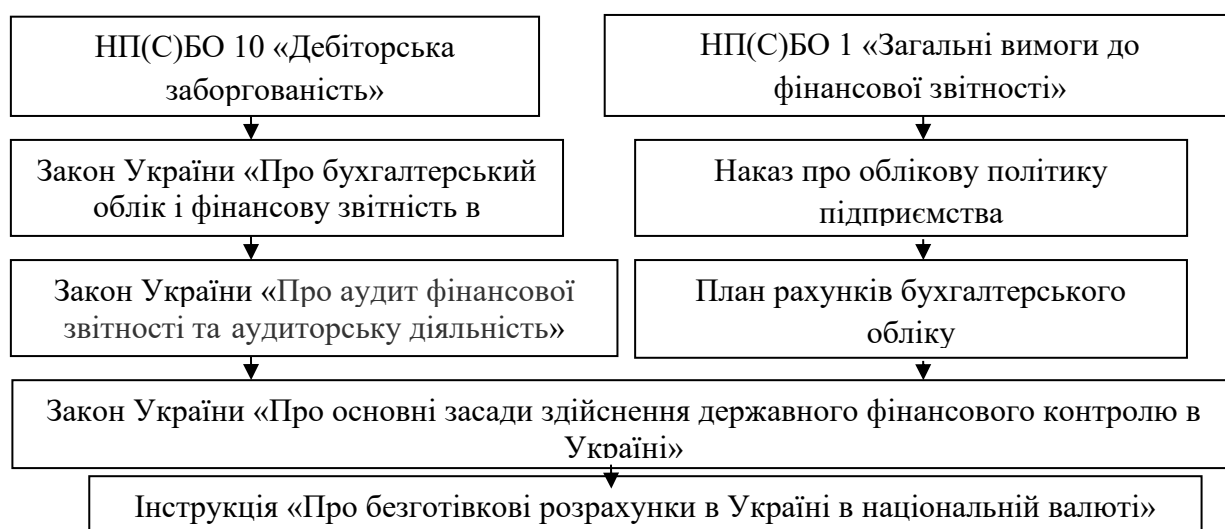 НП(С)БО 10 «Дебіторська
заборгованість»
НП(С)БО 1 «Загальні вимоги до
фінансової звітності»
Закон України «Про бухгалтерський
облік і фінансову звітність в
Наказ про облікову політику
підприємства
Закон України «Про аудит фінансової
звітності та аудиторську діяльність»
План рахунків бухгалтерського
обліку
Закон України «Про основні засади здійснення державного фінансового контролю в
Україні»
Інструкція «Про безготівкові розрахунки в Україні в національній валюті»